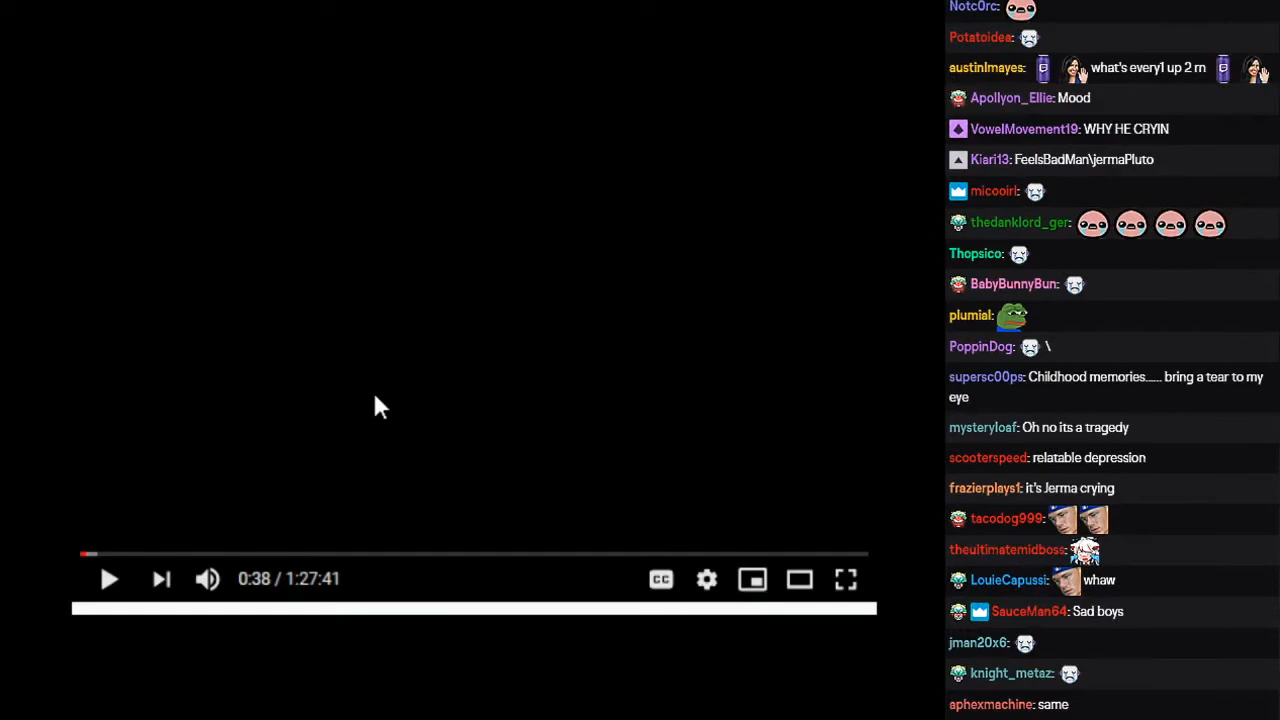 Notc0rc:
Potatoidea:
austinlmayes: what's every1 up 2 rn
Apollyon_Ellie: Mood
VowelMovement19: WHY HE CRYIN
Kiari13: FeelsBadMan\jermaPluto
micooirl:
thedanklord_ger:
Thopsico:
BabyBunnyBun:
plumial:
PoppinDog: \
supersc00ps: Childhood memories...... bring a tear to my
eye
mysteryloaf: Oh no its a tragedy
scooterspeed: relatable depression
frazierplays1: it's Jerma crying
tacodog999:
theultimatemidboss:
LouieCapussi: whaw
SauceMan64: Sad boys
jman20x6:
knight_metaz:
aphexmachine: same
0:38 / 1:27:41
CC